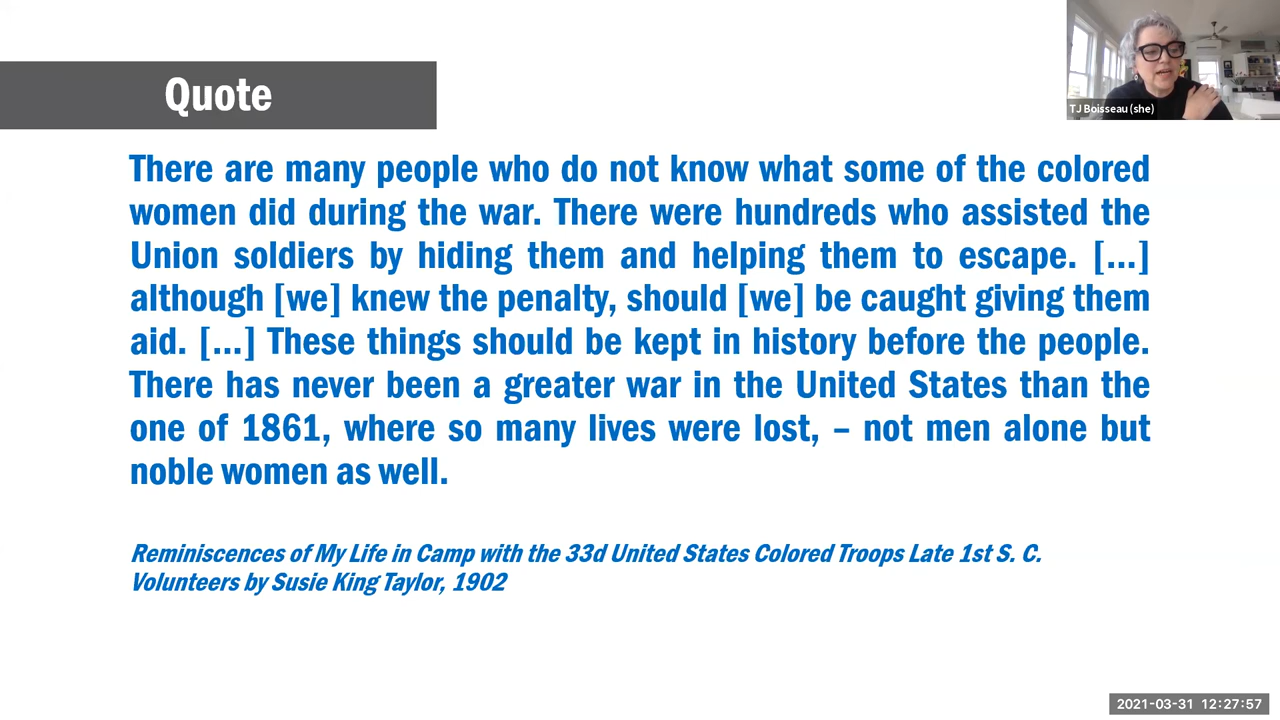 Quote
TJ Boisseau (she)
There are many people who do not know what some of the colored
women did during the war. There were hundreds who assisted the
Union soldiers by hiding them and helping them to escape. [...]
although [we] knew the penalty, should [we] be caught giving them
aid. [...] These things should be kept in history before the people.
There has never been a greater war in the United States than the
one of 1861, where so many lives were lost, – not men alone but
noble women as well.
Reminiscences of My Life in Camp with the 33d United States Colored Troops Late 1st S. C.
Volunteers by Susie King Taylor, 1902
2021-03-31 12:27:57